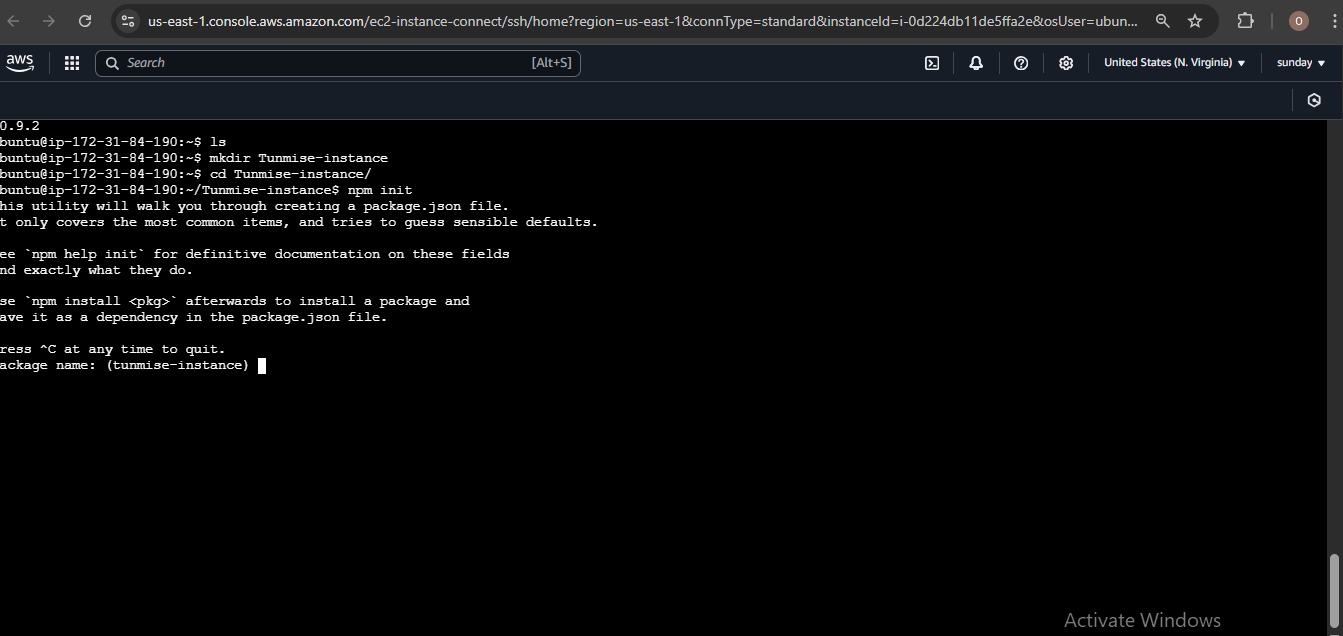 us-east-1.console.aws.amazon.com/ec2-instance-connect/ssh/home?region=us-east-1&connType=standard&instanceId=i-0d224db11de5ffa2e&osUser=ubun...
O
aws
Search
[Alt+S]
United States (N. Virginia)
sunday
0.9.2
buntu@ip-172-31-84-190:~$ ls
buntu@ip-172-31-84-190:~$ mkdir Tunmise-instance
buntu@ip-172-31-84-190:~$ cd Tunmise-instance/
buntu@ip-172-31-84-190:~/Tunmise-instance$ npm init
his utility will walk you through creating a package.json file.
t only covers the most common items, and tries to guess sensible defaults.
ee `npm help init` for definitive documentation on these fields
nd exactly what they do.
se `npm install <pkg>` afterwards to install a package and
ave it as a dependency in the package.json file.
ress ^C at any time to quit.
ackage name: (tunmise-instance)
Activate Windows